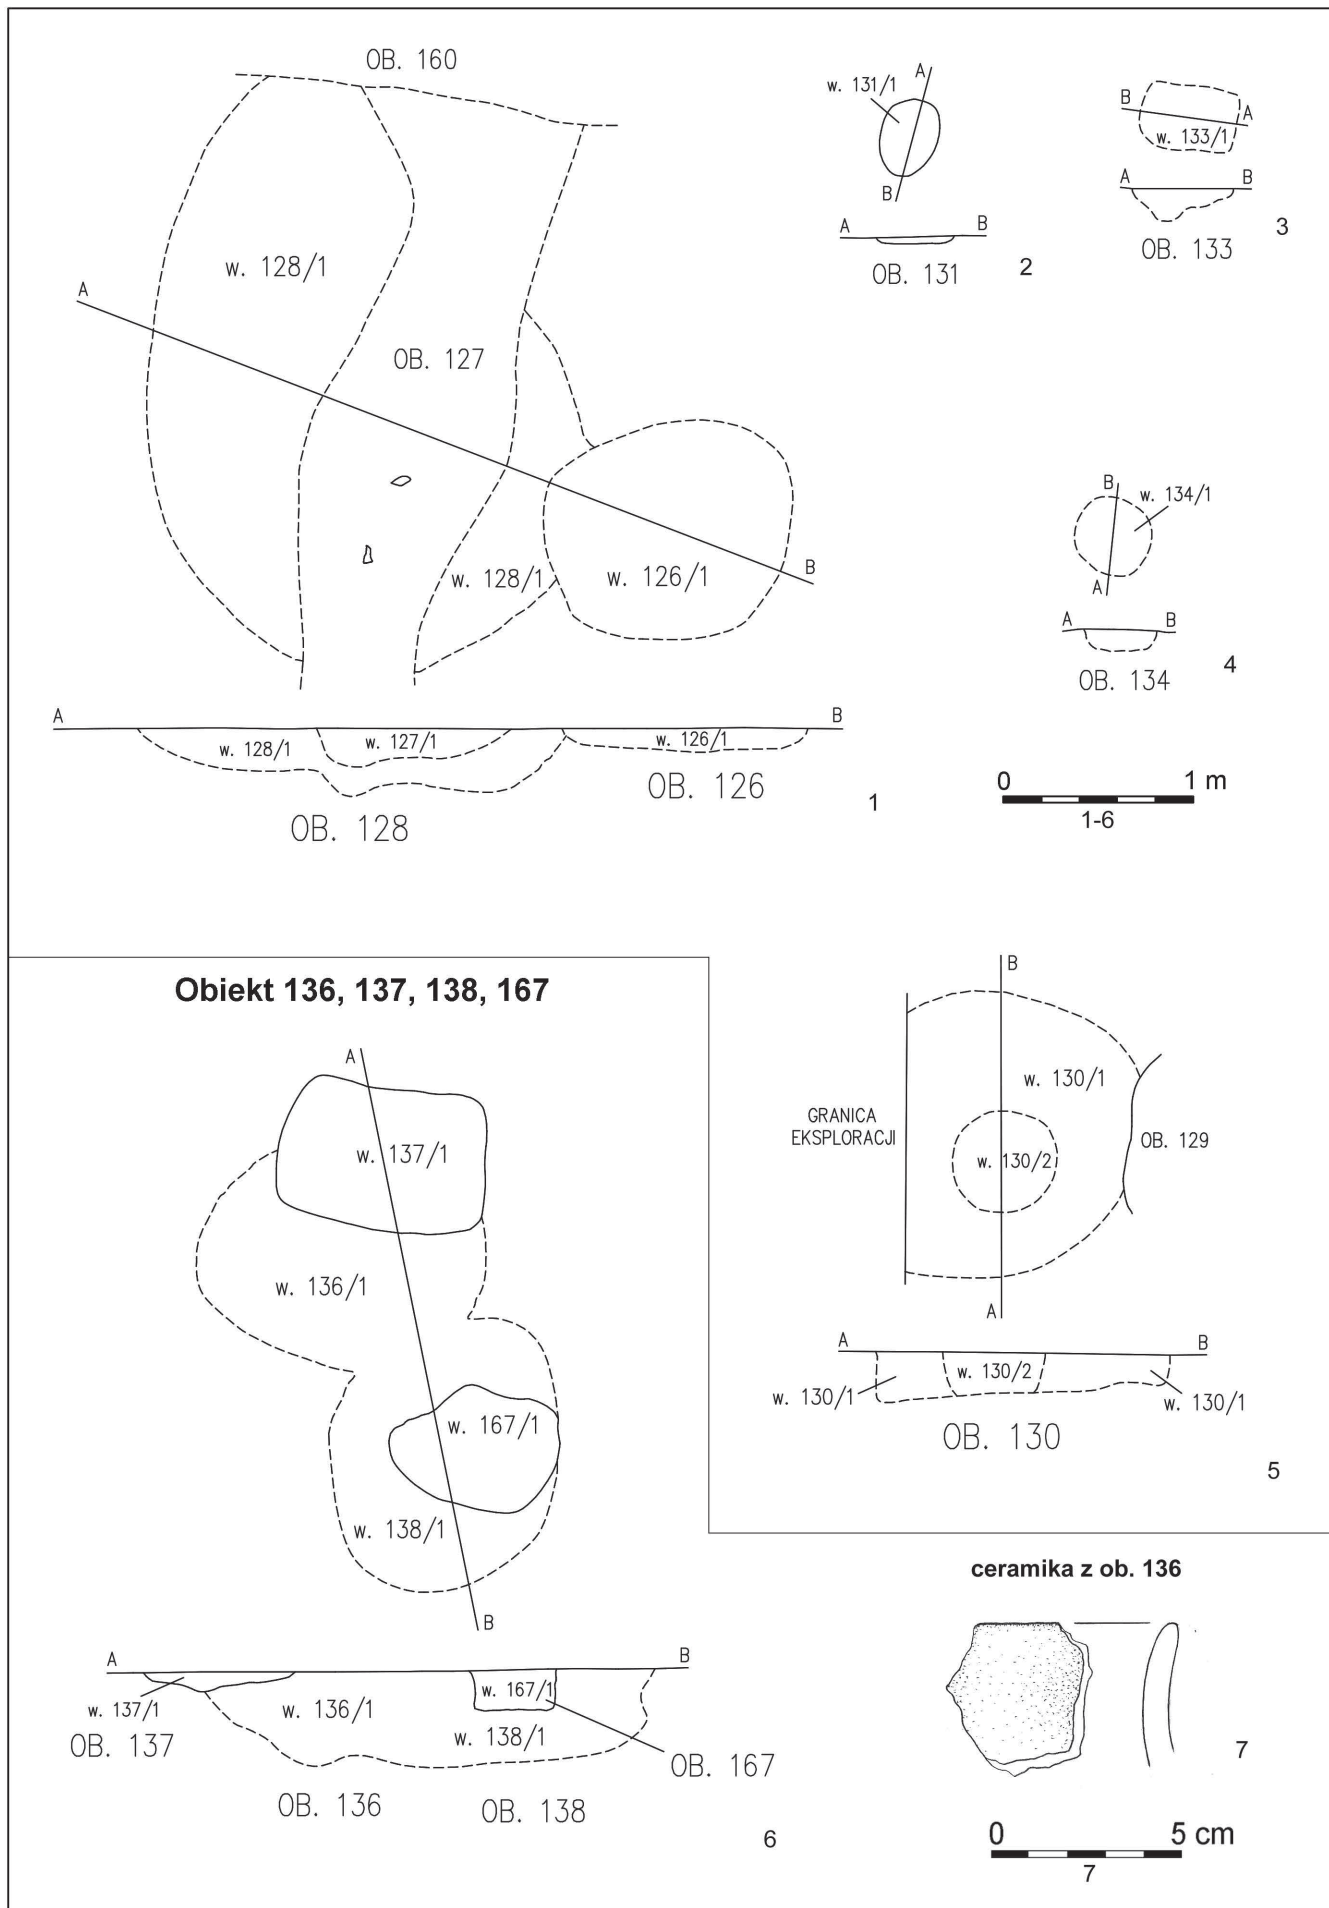 OB. 160
w. 128/1
A
OB. 127
w. 128/1
w. 126/1
B
A
B
w. 128/1
w. 127/1
w. 126/1
OB. 126
OB. 128
1
A
w. 131/1
B
A
B
OB. 131
2
B
A
w. 133/1
A
B
OB. 133
3
B
w. 134/1
A
A
B
OB. 134
4
0 1 m
1-6
Obiekt 136, 137, 138, 167
A
w. 137/1
w. 136/1
w. 167/1
w. 138/1
B
A
B
w. 137/1
w. 136/1
w. 167/1
w. 138/1
OB. 137
OB. 167
OB. 136
OB. 138
6
B
w. 130/1
GRANICA
EKSPLORACJI
OB. 129
w. 130/2
A
A
B
w. 130/2
w. 130/1
w. 130/1
OB. 130
5
ceramika z ob. 136
7
0 5 cm
7